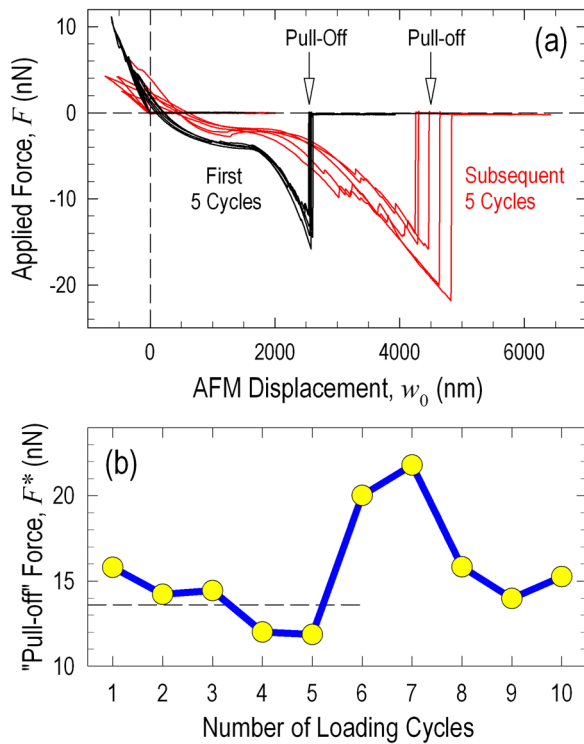 Pull-Off Pull-off (a)
10
0
-10
-20
Applied Force, F (nN)
First
5 Cycles
Subsequent
5 Cycles
0 2000 4000 6000
AFM Displacement, w0 (nm)
(b)
20
15
10
"Pull-off" Force, F* (nN)
1 2 3 4 5 6 7 8 9 10
Number of Loading Cycles